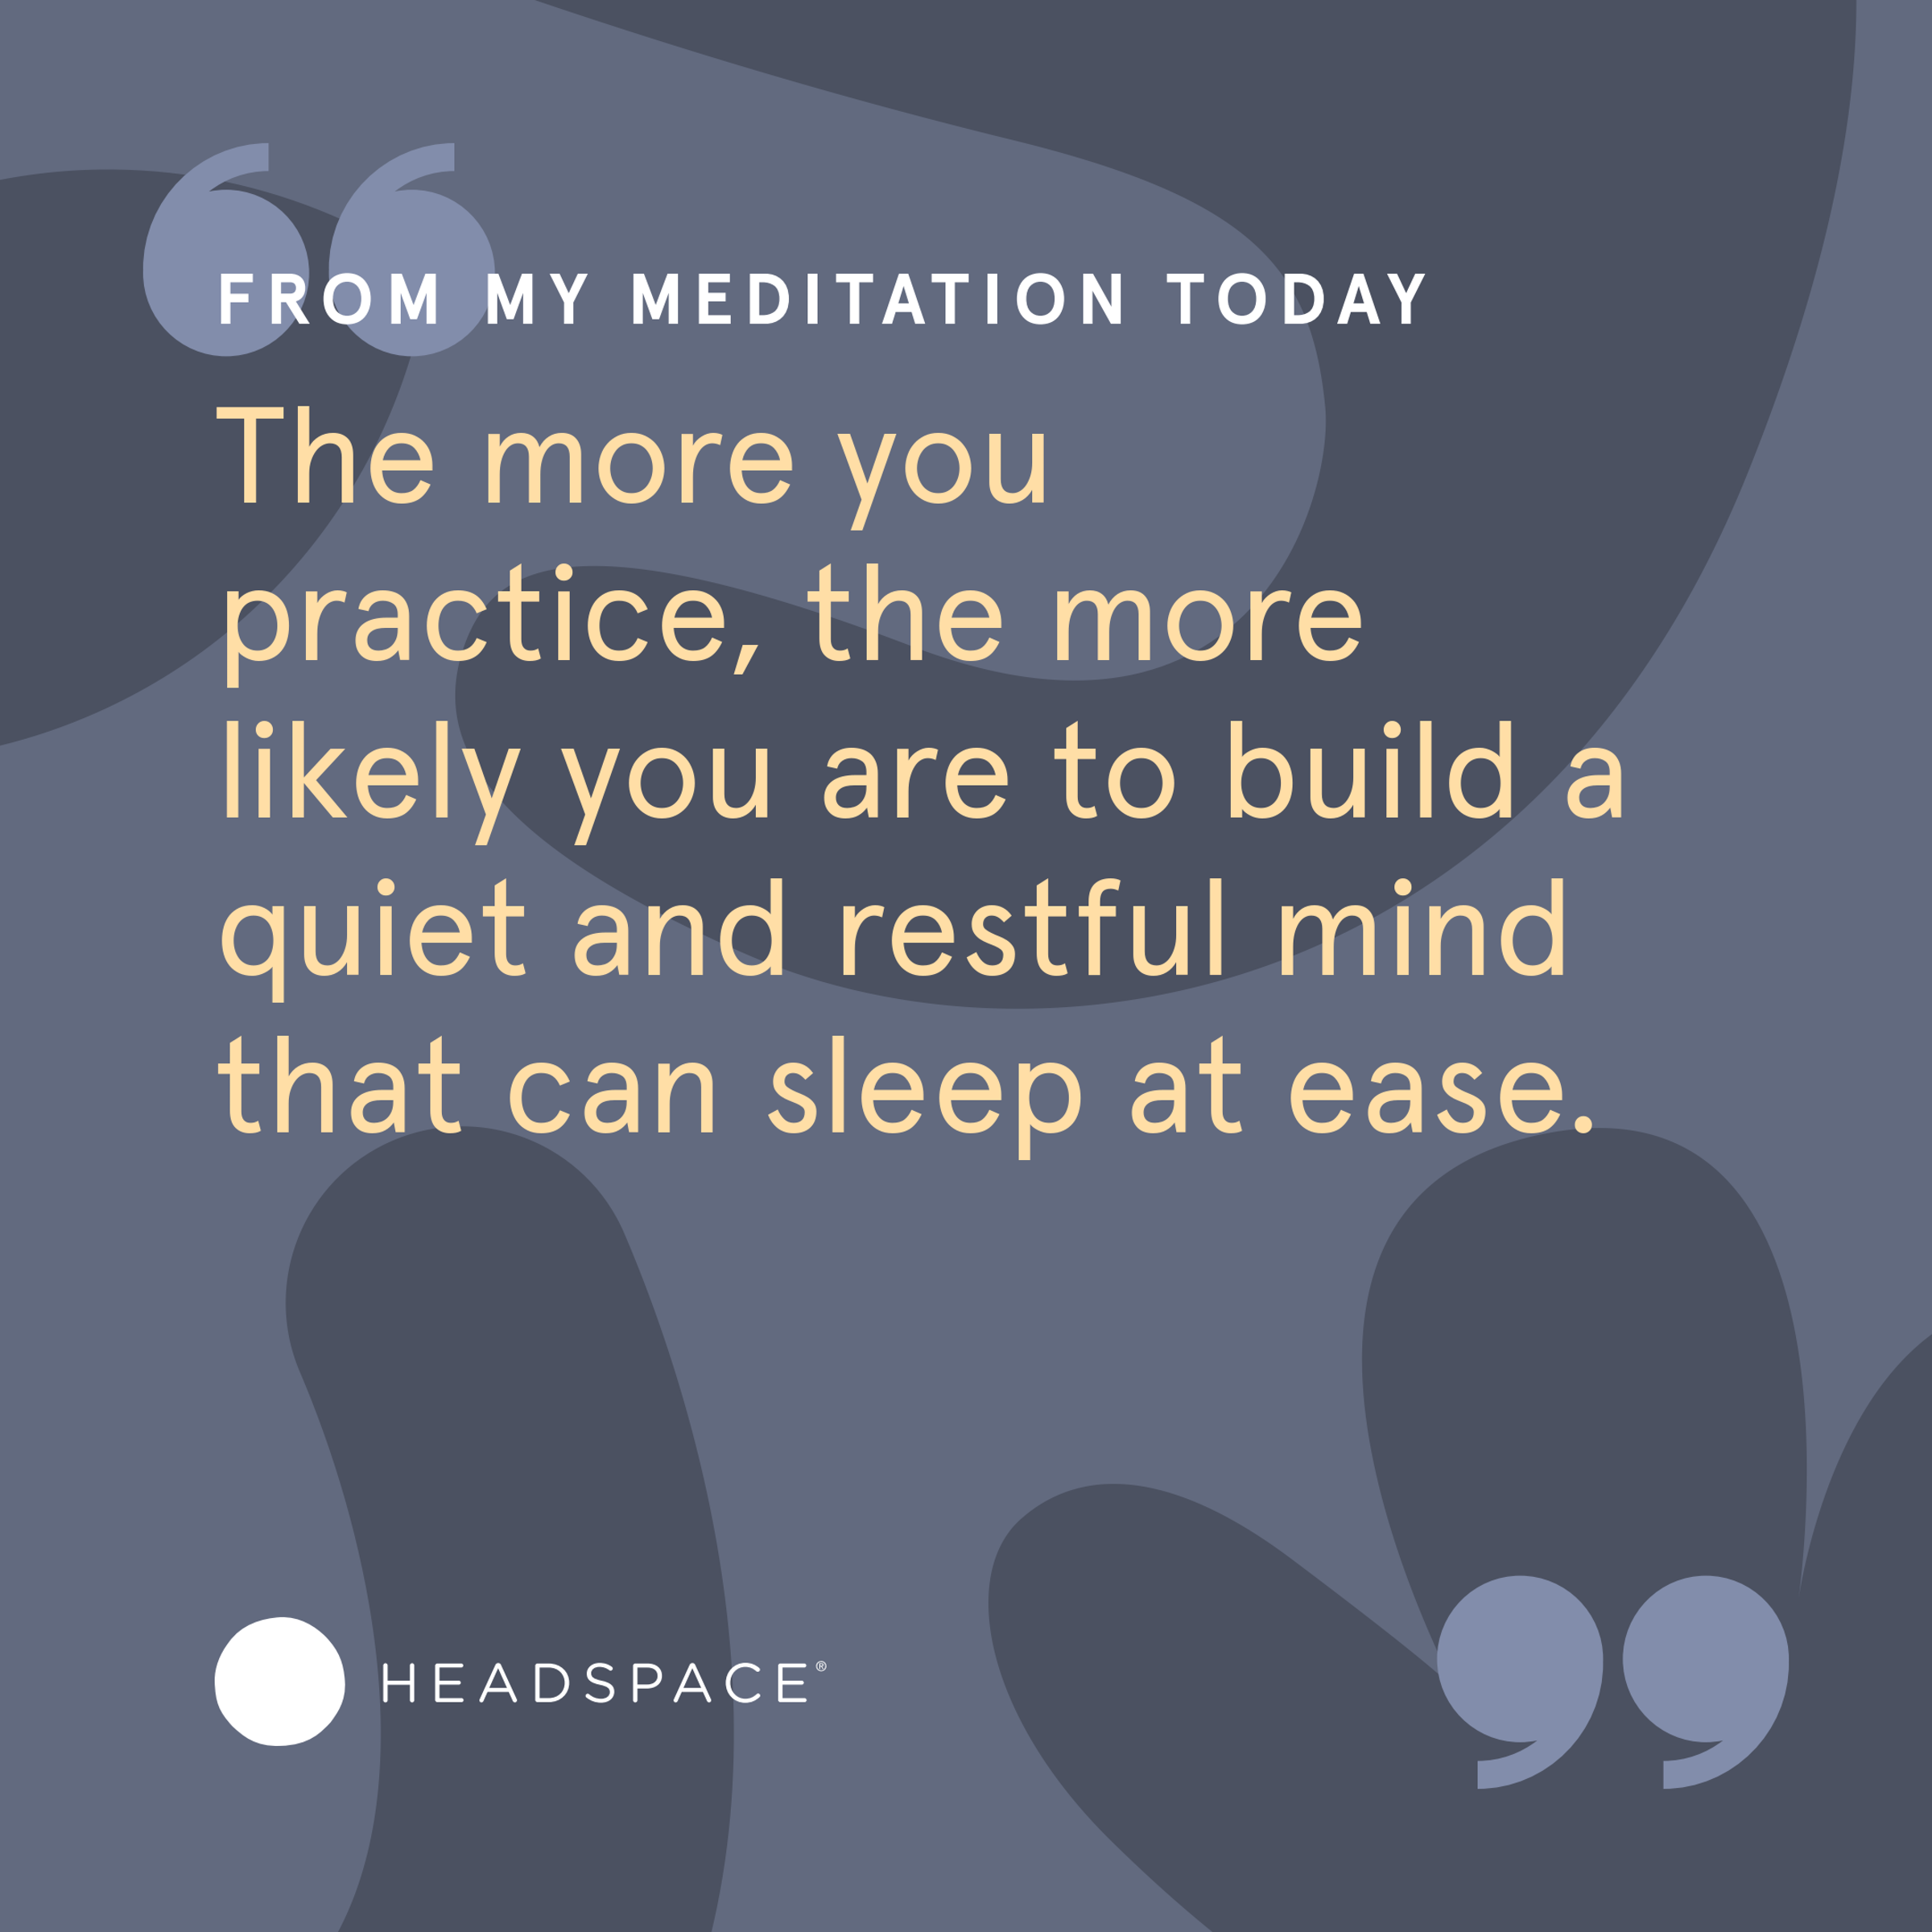 FROM MY MEDITATION TODAY
The more you
practice, the more
likely you are to build a
quiet and restful mind
that can sleep at ease.
HEADSPACE®